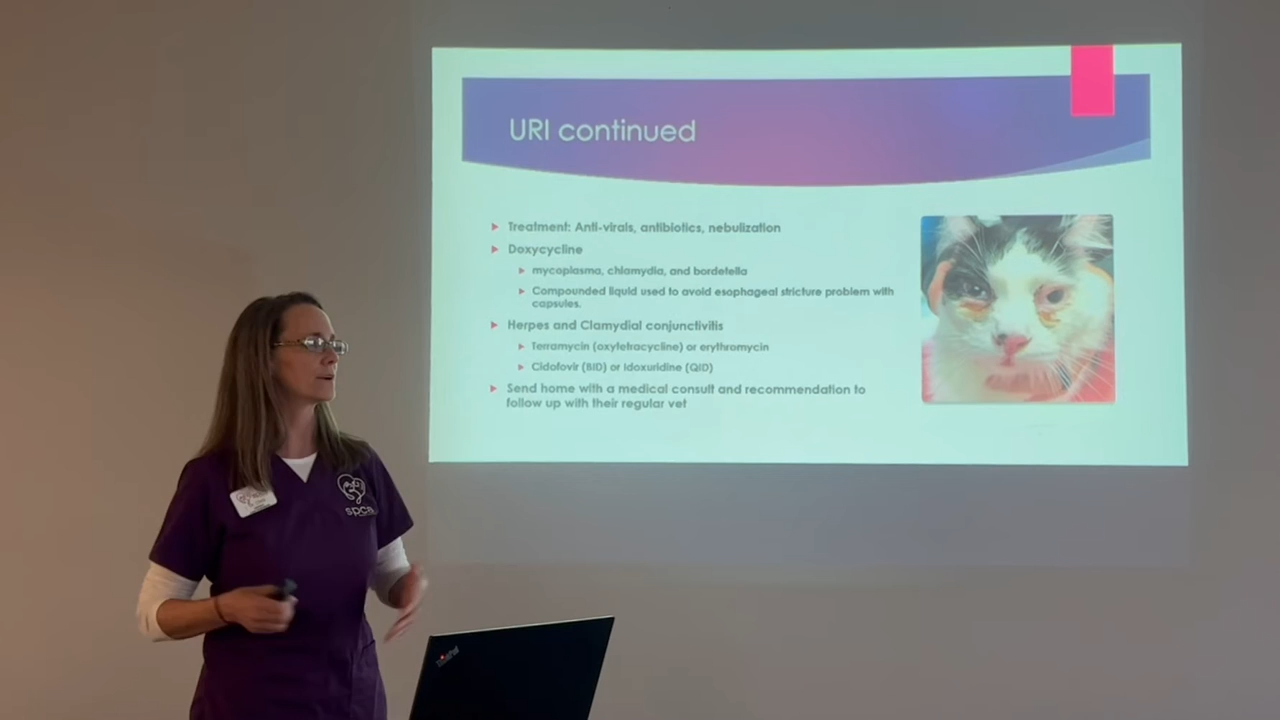 URI continued
Treatment: Anti-virals, antibiotics, nebulization
Doxycycline
mycoplasma, chlamydia, and bordetella
Compounded liquid used to avoid esophageal stricture problem with
capsules.
Herpes and Clamydial conjunctivitis
Terramycin (oxytetracycline) or erythromycin
Cidofovir (BID) or Idoxuridine (QID)
Send home with a medical consult and recommendation to
follow up with their regular vet
spca
ThinkPad